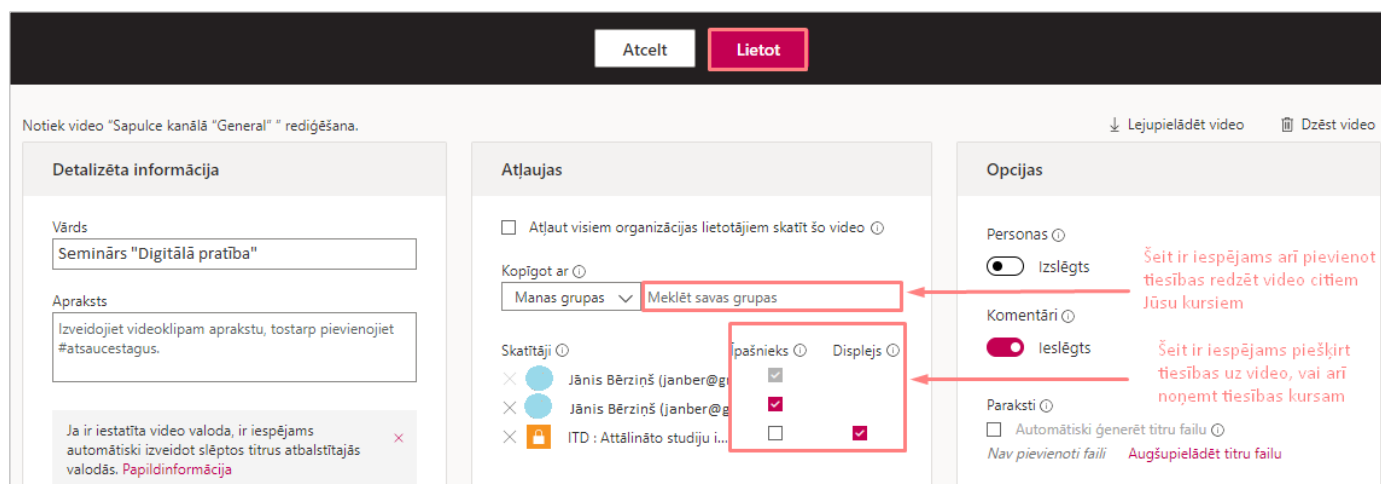 Atcelt
Lietot
Notiek video "Sapulce kanālā "General" " rediģēšana.
Lejupielādēt video
Dzēst video
Detalizēta informācija
Vārds
Seminārs "Digitālā pratība"
Apraksts
Izveidojiet videoklipam aprakstu, tostarp pievienojiet
#atsaucestagus.
Ja ir iestatīta video valoda, ir iespējams
automātiski izveidot slēptos titrus atbalstītajās
valodās. Papildinformācija
Atļaujas
Atļaut visiem organizācijas lietotājiem skatīt šo video
Kopīgot ar
Manas grupas
Meklēt savas grupas
Skatītāji
Īpašnieks
Displejs
Jānis Bērziņš (janber@g
Jānis Bērziņš (janber@g
ITD : Attālināto studiju i...
Opcijas
Personas
Izslēgts
Komentāri
Ieslēgts
Paraksti
Automātiski ģenerēt titru failu
Nav pievienoti faili Augšupielādēt titru failu
Šeit ir iespējams arī pievienot
tiesības redzēt video citiem
Jūsu kursiem
Šeit ir iespējams piešķirt
tiesības uz video, vai arī
noņemt tiesības kursam